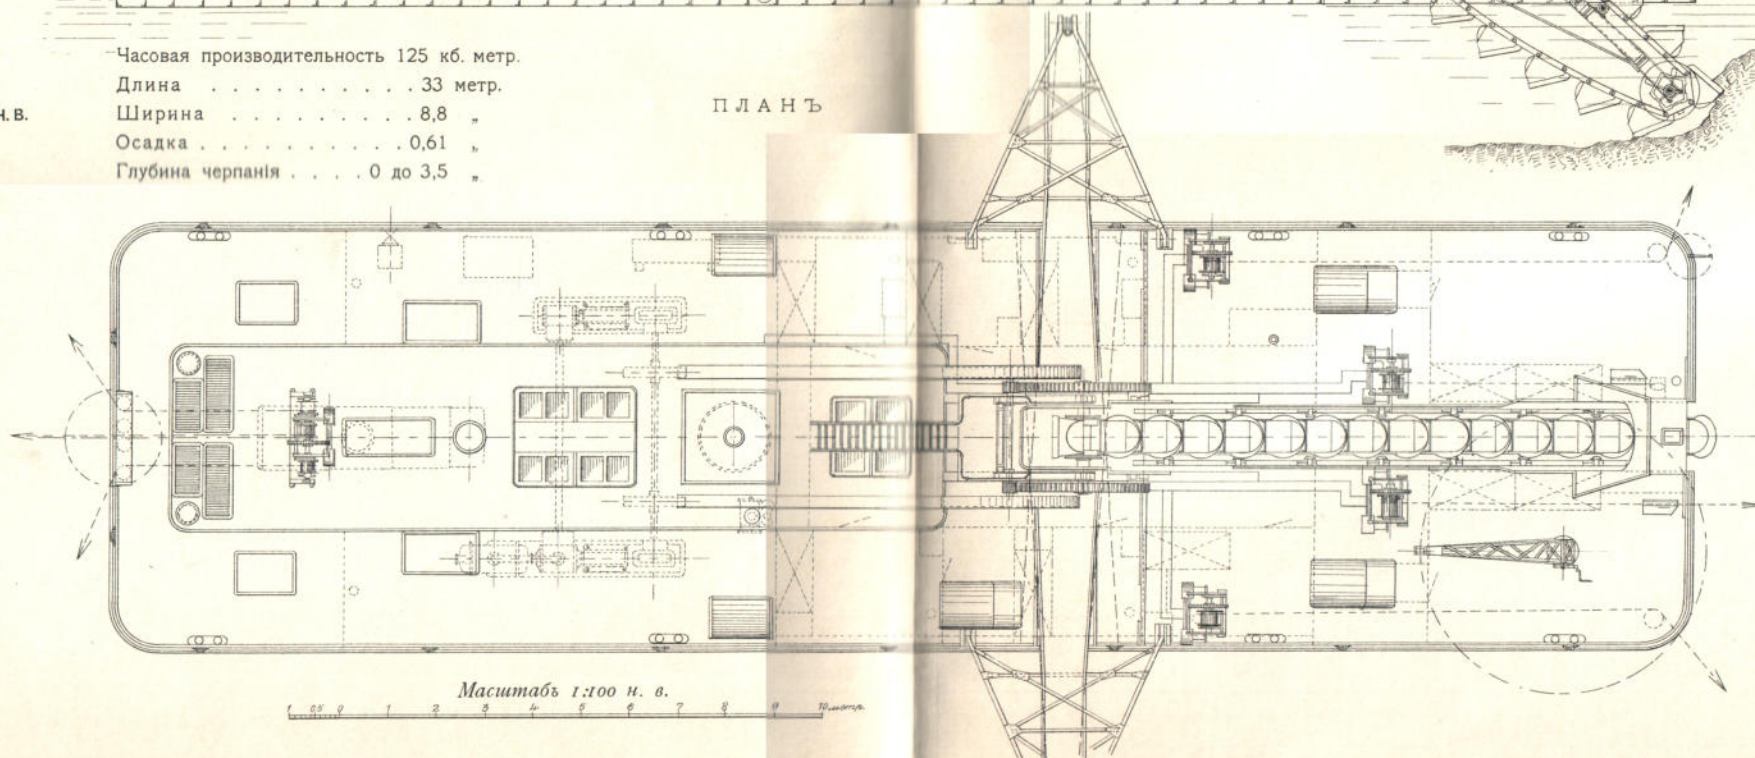 Часовая производительность 125 кб. метр.
Длина . . . . . . . . . . 33 метр.
н. в.
Ширина . . . . . . . . . 8,8 „
ПЛАНЪ
Осадка . . . . . . . . . . 0,61 „
Глубина черпанія . . . . 0 до 3,5 „
Масштабъ 1:100 н. в.
1 0,5 0 1 2 3 4 5 6 7 8 9 10 метр.